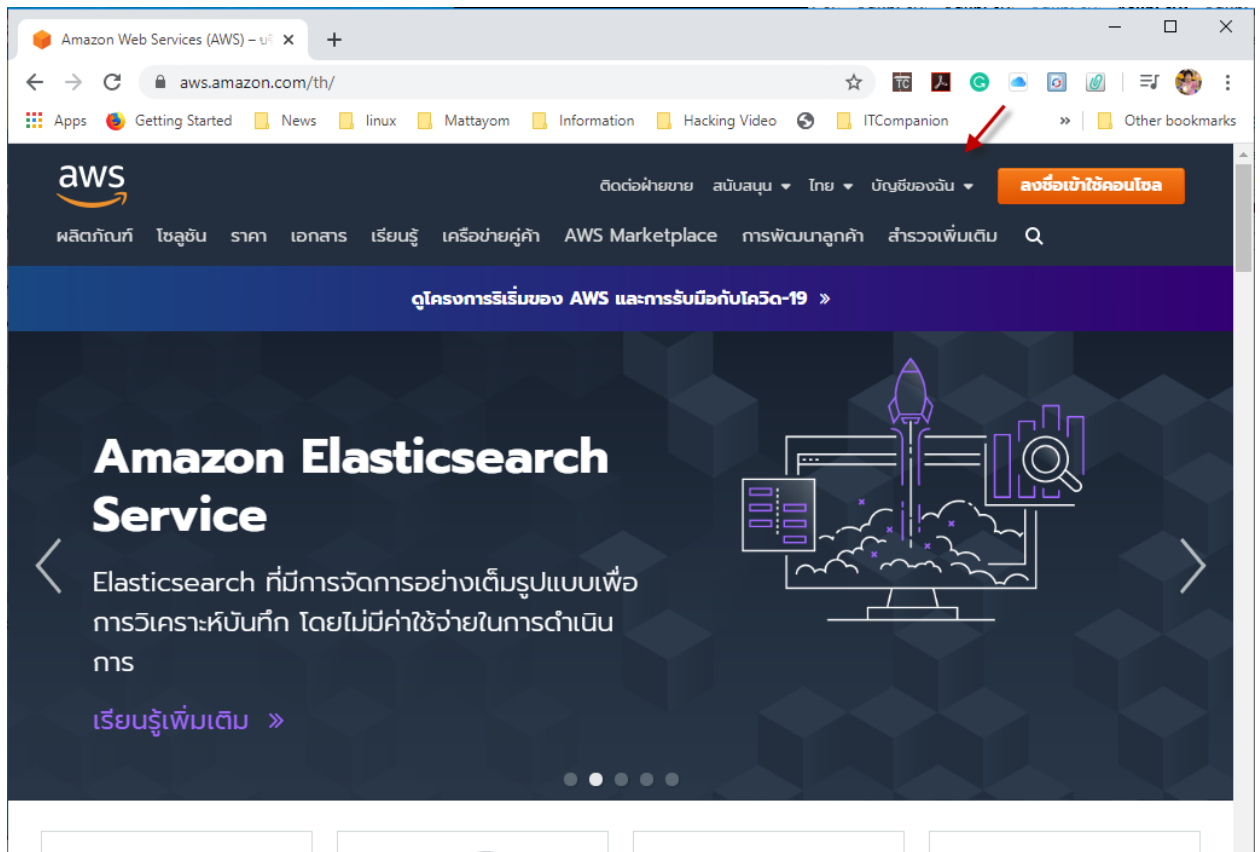 Amazon Web Services (AWS) – บริ
aws.amazon.com/th/
TC
Apps Getting Started News linux Mattayom Information Hacking Video ITCompanion » Other bookmarks
aws
ติดต่อฝ่ายขาย สนับสนุน ไทย บัญชีของฉัน ลงชื่อเข้าใช้คอนโซล
ผลิตภัณฑ์ โซลูชัน ราคา เอกสาร เรียนรู้ เครือข่ายคู่ค้า AWS Marketplace การพัฒนาลูกค้า สำรวจเพิ่มเติม
ดูโครงการริเริ่มของ AWS และการรับมือกับโควิด-19 »
Amazon Elasticsearch
Service
Elasticsearch ที่มีการจัดการอย่างเต็มรูปแบบเพื่อ
การวิเคราะห์บันทึก โดยไม่มีค่าใช้จ่ายในการดำเนิน
การ
เรียนรู้เพิ่มเติม »